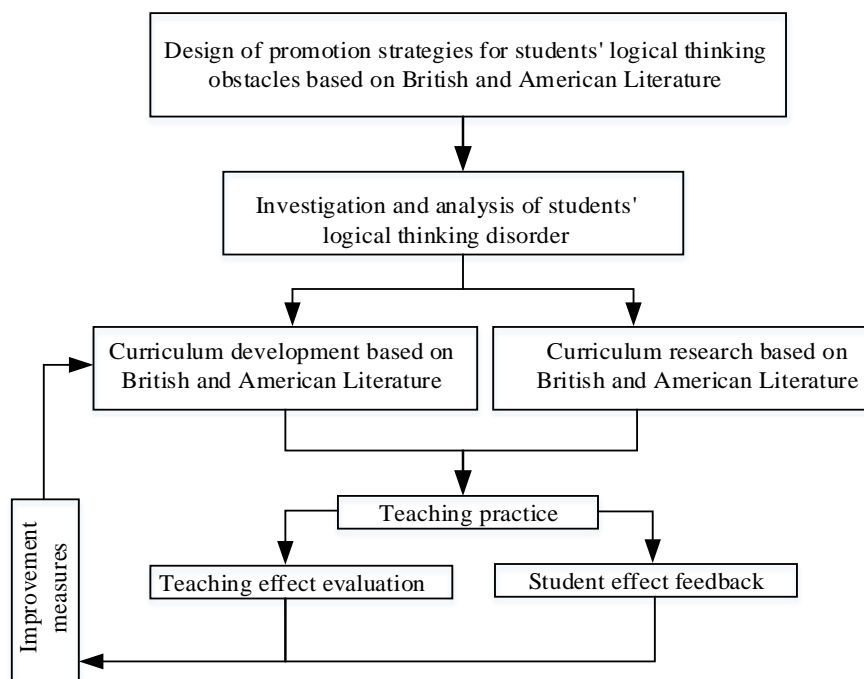 Design of promotion strategies for students' logical thinking
obstacles based on British and American Literature
Investigation and analysis of students'
logical thinking disorder
Curriculum development based on
British and American Literature
Curriculum research based on
British and American Literature
Teaching practice
Teaching effect evaluation
Student effect feedback
Improvement
measures